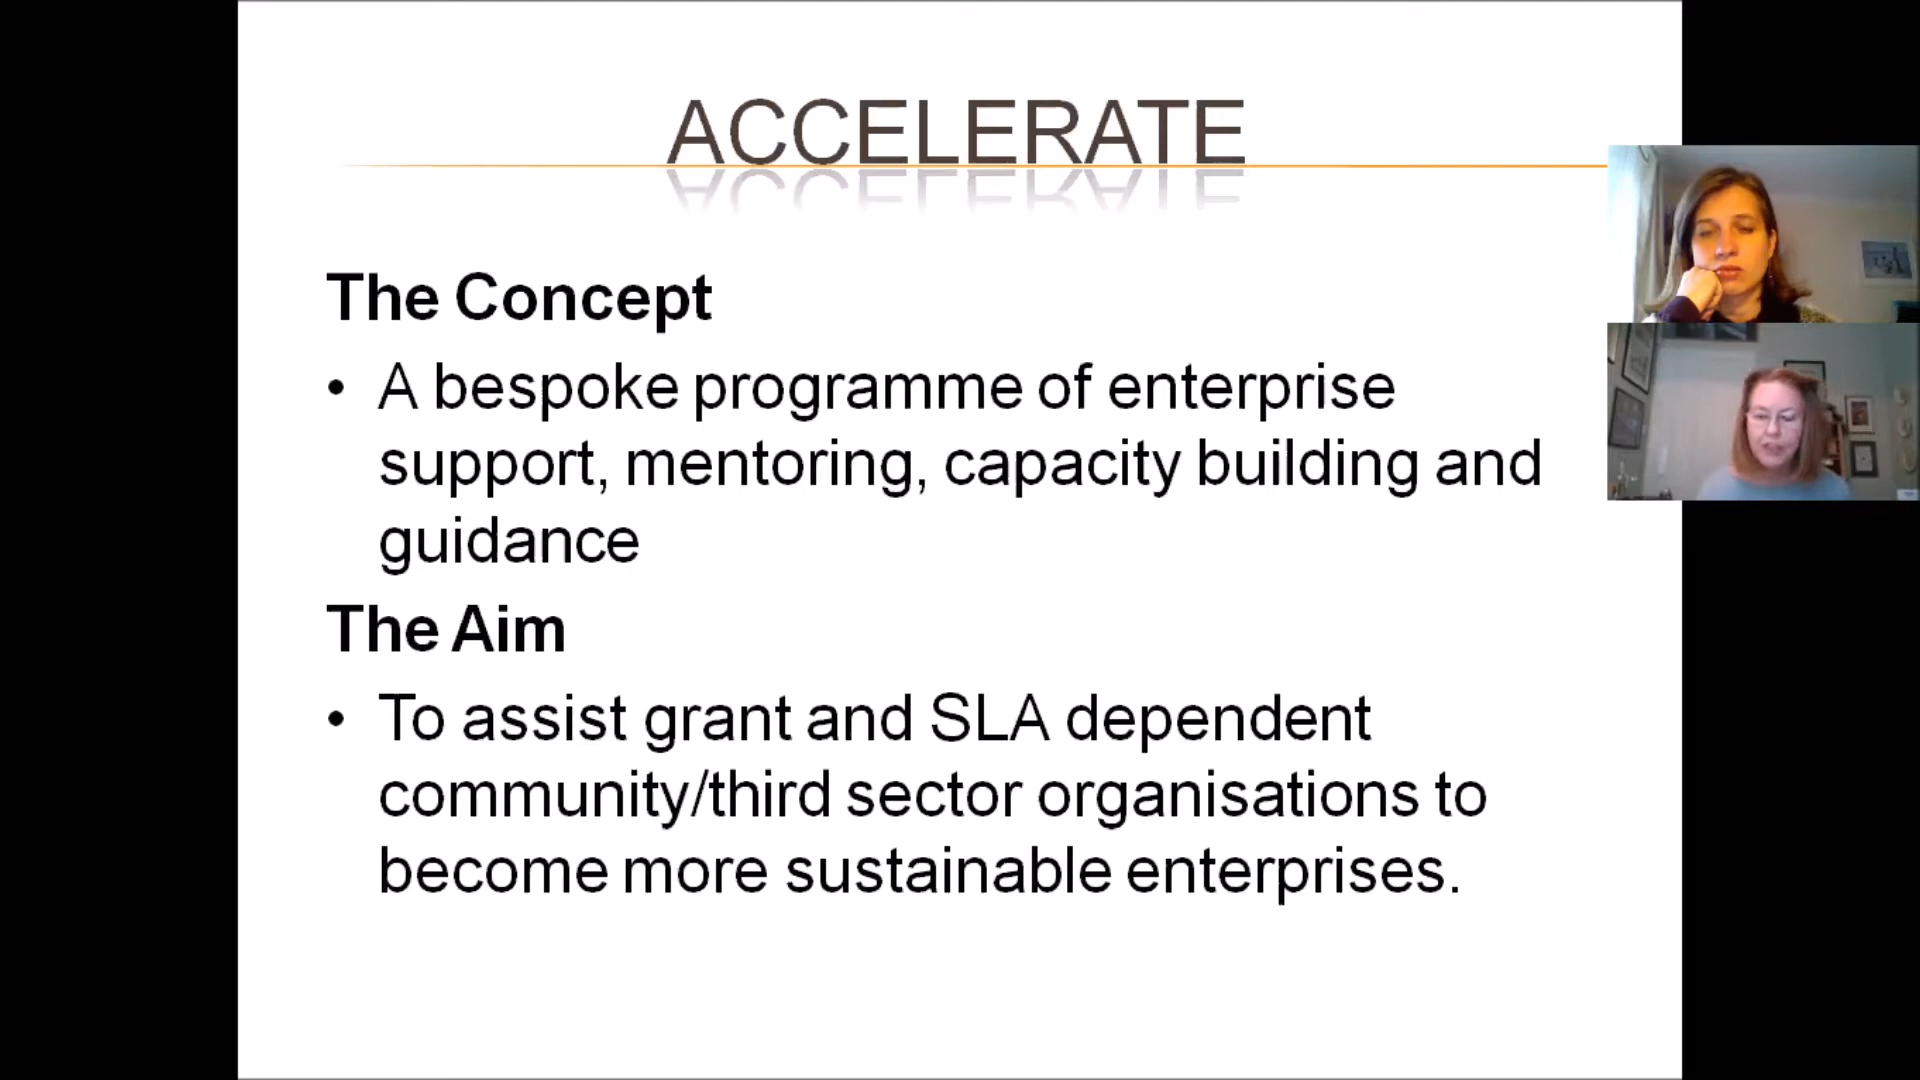 ACCELERATE
The Concept
• A bespoke programme of enterprise
support, mentoring, capacity building and
guidance
The Aim
• To assist grant and SLA dependent
community/third sector organisations to
become more sustainable enterprises.